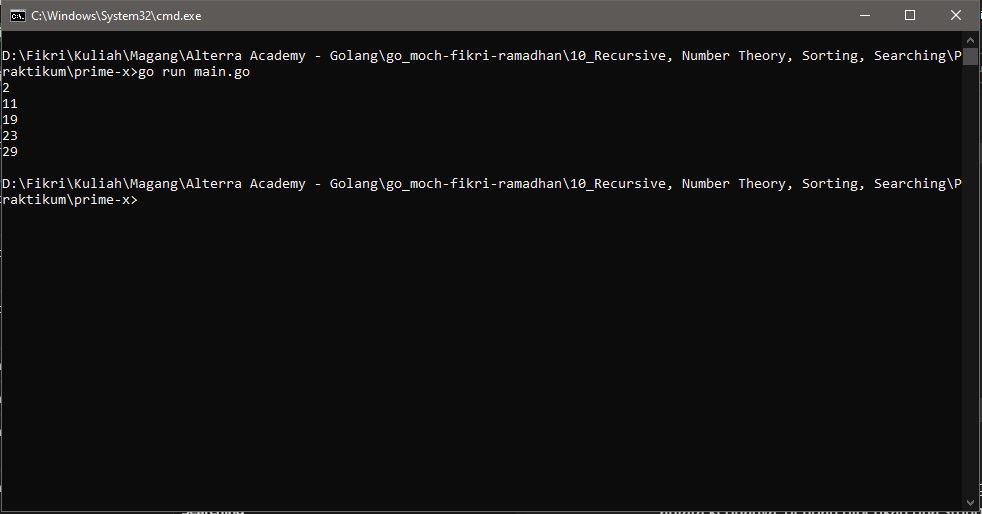 C:\Windows\System32\cmd.exe
D:\Fikri\Kuliah\Magang\Alterra Academy - Golang\go_moch-fikri-ramadhan\10_Recursive, Number Theory, Sorting, Searching\P
raktikum\prime-x>go run main.go
2
11
19
23
29
D:\Fikri\Kuliah\Magang\Alterra Academy - Golang\go_moch-fikri-ramadhan\10_Recursive, Number Theory, Sorting, Searching\P
raktikum\prime-x>